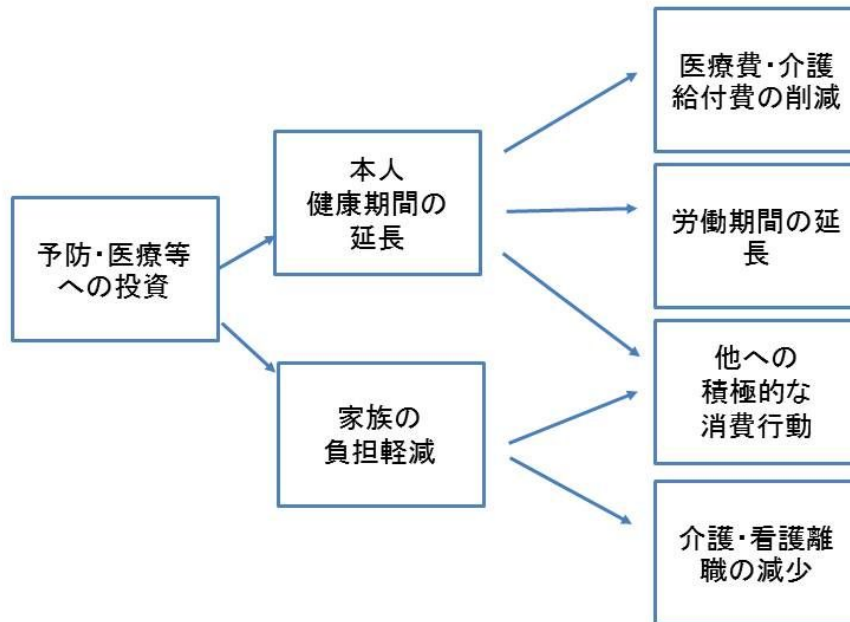 予防・医療等
への投資
本人
健康期間の
延長
家族の
負担軽減
医療費・介護
給付費の削減
労働期間の延
長
他への
積極的な
消費行動
介護・看護離
職の減少